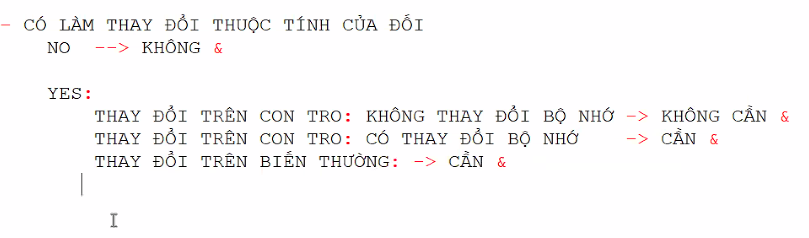 - CÓ LÀM THAY ĐỔI THUỘC TÍNH CỦA ĐỐI
NO --> KHÔNG &
YES:
THAY ĐỔI TRÊN CON TRO: KHÔNG THAY ĐỔI BỘ NHỚ -> KHÔNG CẦN &
THAY ĐỔI TRÊN CON TRO: CÓ THAY ĐỔI BỘ NHỚ -> CẦN &
THAY ĐỔI TRÊN BIẾN THƯỜNG: -> CẦN &